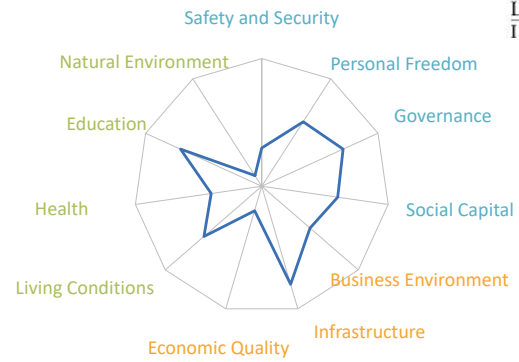 Safety and Security
Natural Environment
Personal Freedom
Education
Governance
Health
Social Capital
Living Conditions
Business Environment
Economic Quality
Infrastructure